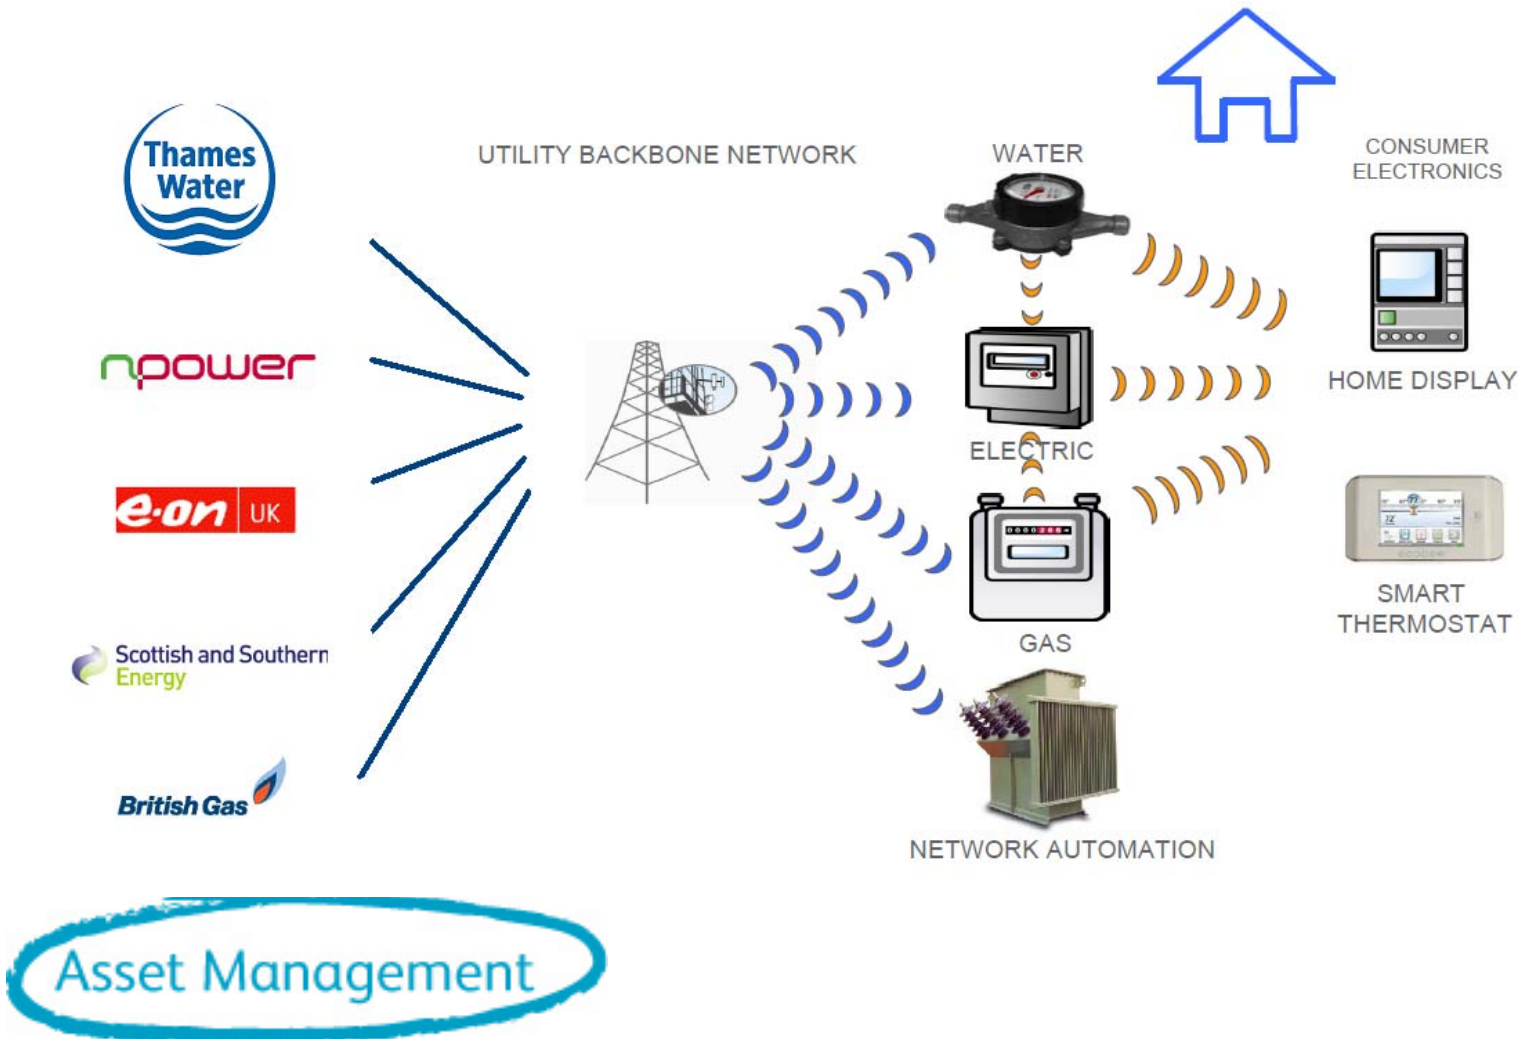 Thames
Water
npower
e·on UK
Scottish and Southern
Energy
British Gas
UTILITY BACKBONE NETWORK
WATER
ELECTRIC
GAS
NETWORK AUTOMATION
CONSUMER
ELECTRONICS
HOME DISPLAY
SMART
THERMOSTAT
Asset Management